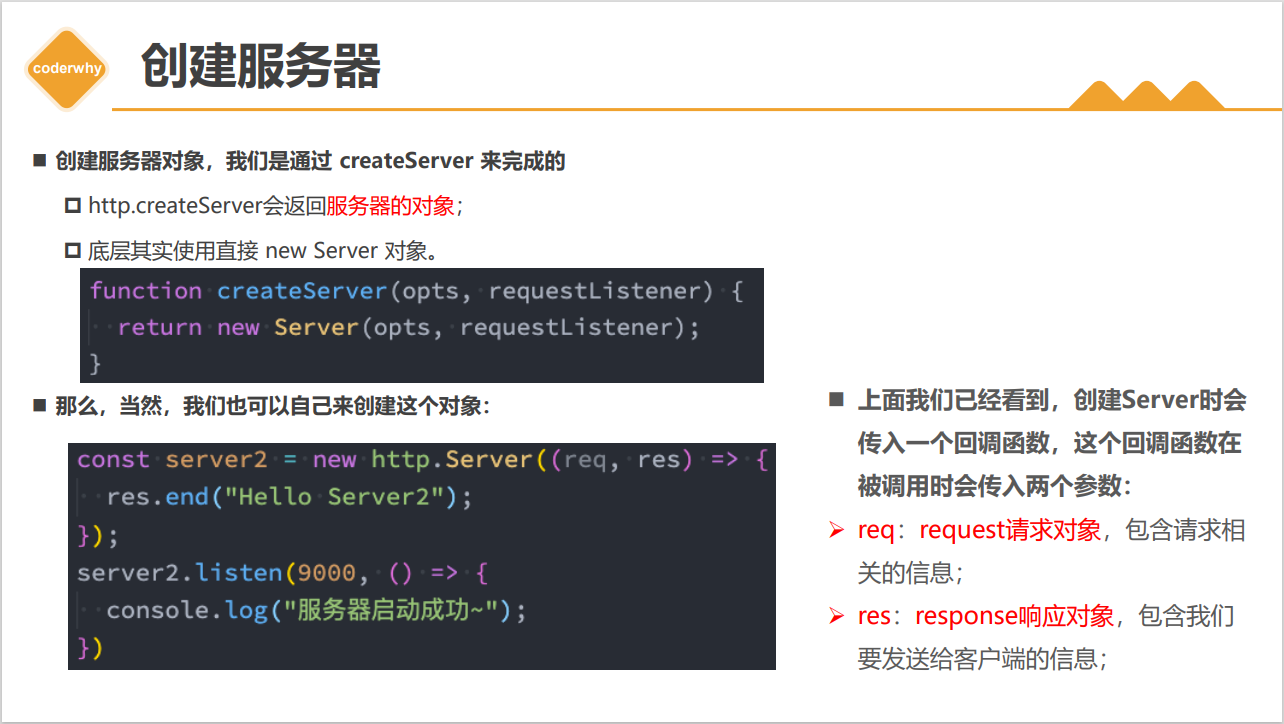 coderwhy
创建服务器
创建服务器对象，我们是通过 createServer 来完成的
http.createServer会返回服务器的对象；
底层其实使用直接 new Server 对象。
function createServer(opts, requestListener) {
  return new Server(opts, requestListener);
}
那么，当然，我们也可以自己来创建这个对象：
const server2 = new http.Server((req, res) => {
  res.end("Hello Server2");
});
server2.listen(9000, () => {
  console.log("服务器启动成功~");
})
上面我们已经看到，创建Server时会
传入一个回调函数，这个回调函数在
被调用时会传入两个参数：
req：request请求对象，包含请求相
关的信息；
res：response响应对象，包含我们
要发送给客户端的信息；